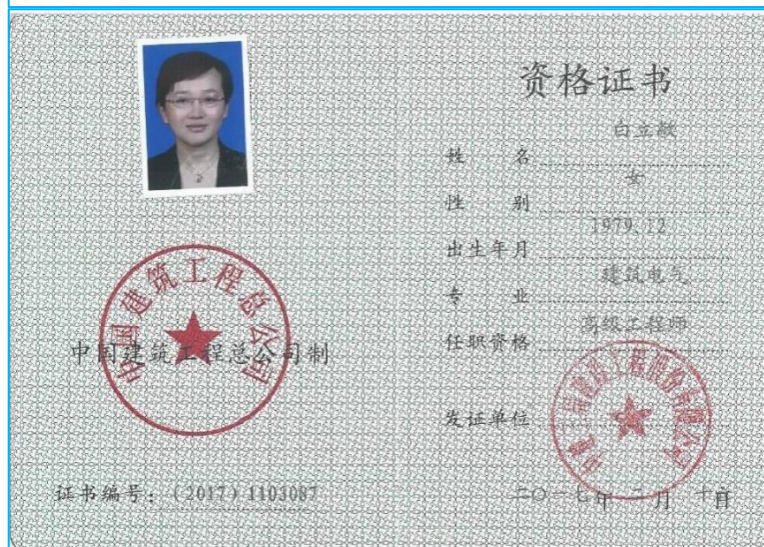 资格证书
姓 名 白立敏
性 别 女
出生年月 1979.12
专 业 建筑电气
任职资格 高级工程师
发证单位
二〇一七年 二月 十日
中国建筑工程总公司
中国建筑工程总公司制
证书编号:(2017)1103087